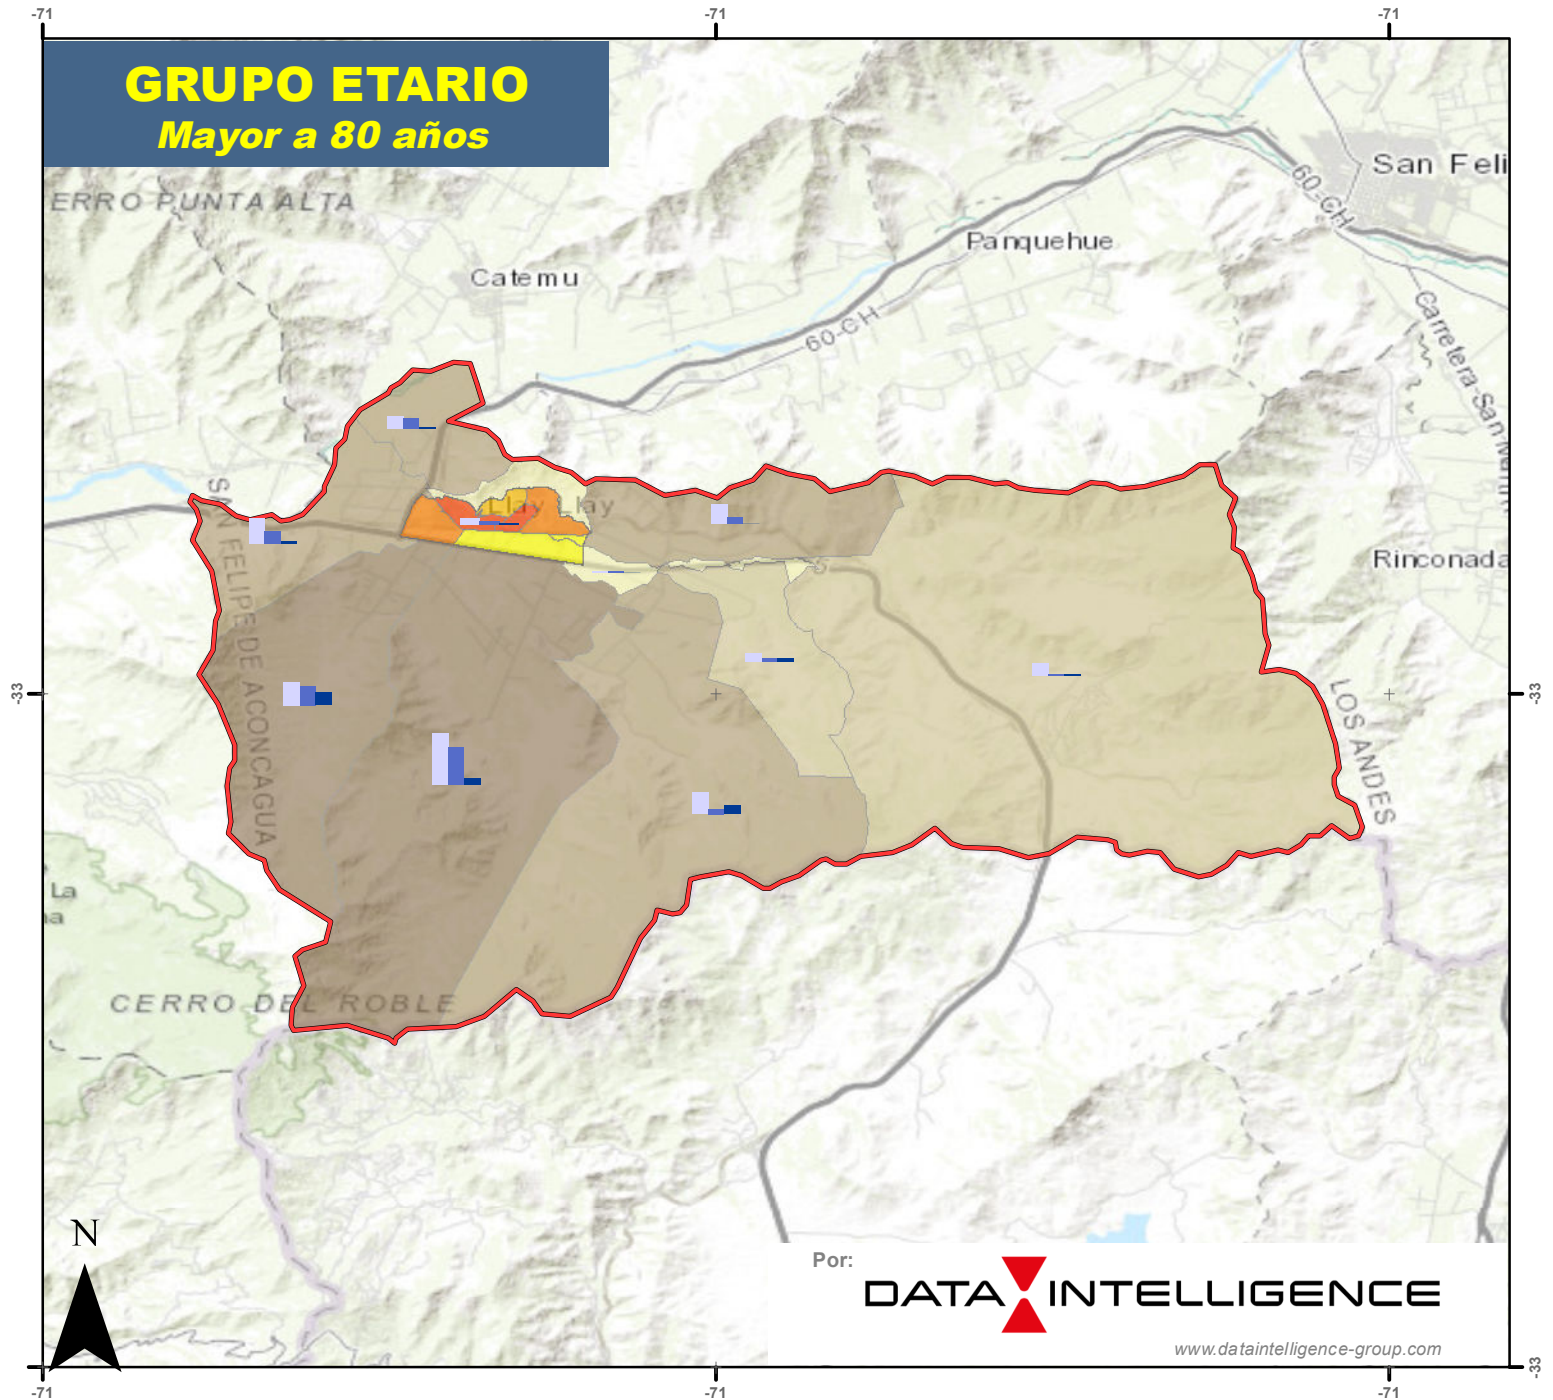 -71
-71
-71
GRUPO ETARIO
Mayor a 80 años
San Feli
60-CH
ERRO PUNTA ALTA
Panquehue
Catemu
60-CH
Carretera-San-Martín
Llay Llay
SAN FELIPE DE ACONCAGUA
Rinconada
-33
-33
LOS ANDES
La
na
CERRO DEL ROBLE
N
Por:
DATA INTELLIGENCE
www.dataintelligence-group.com
-33
-71
-71
-71